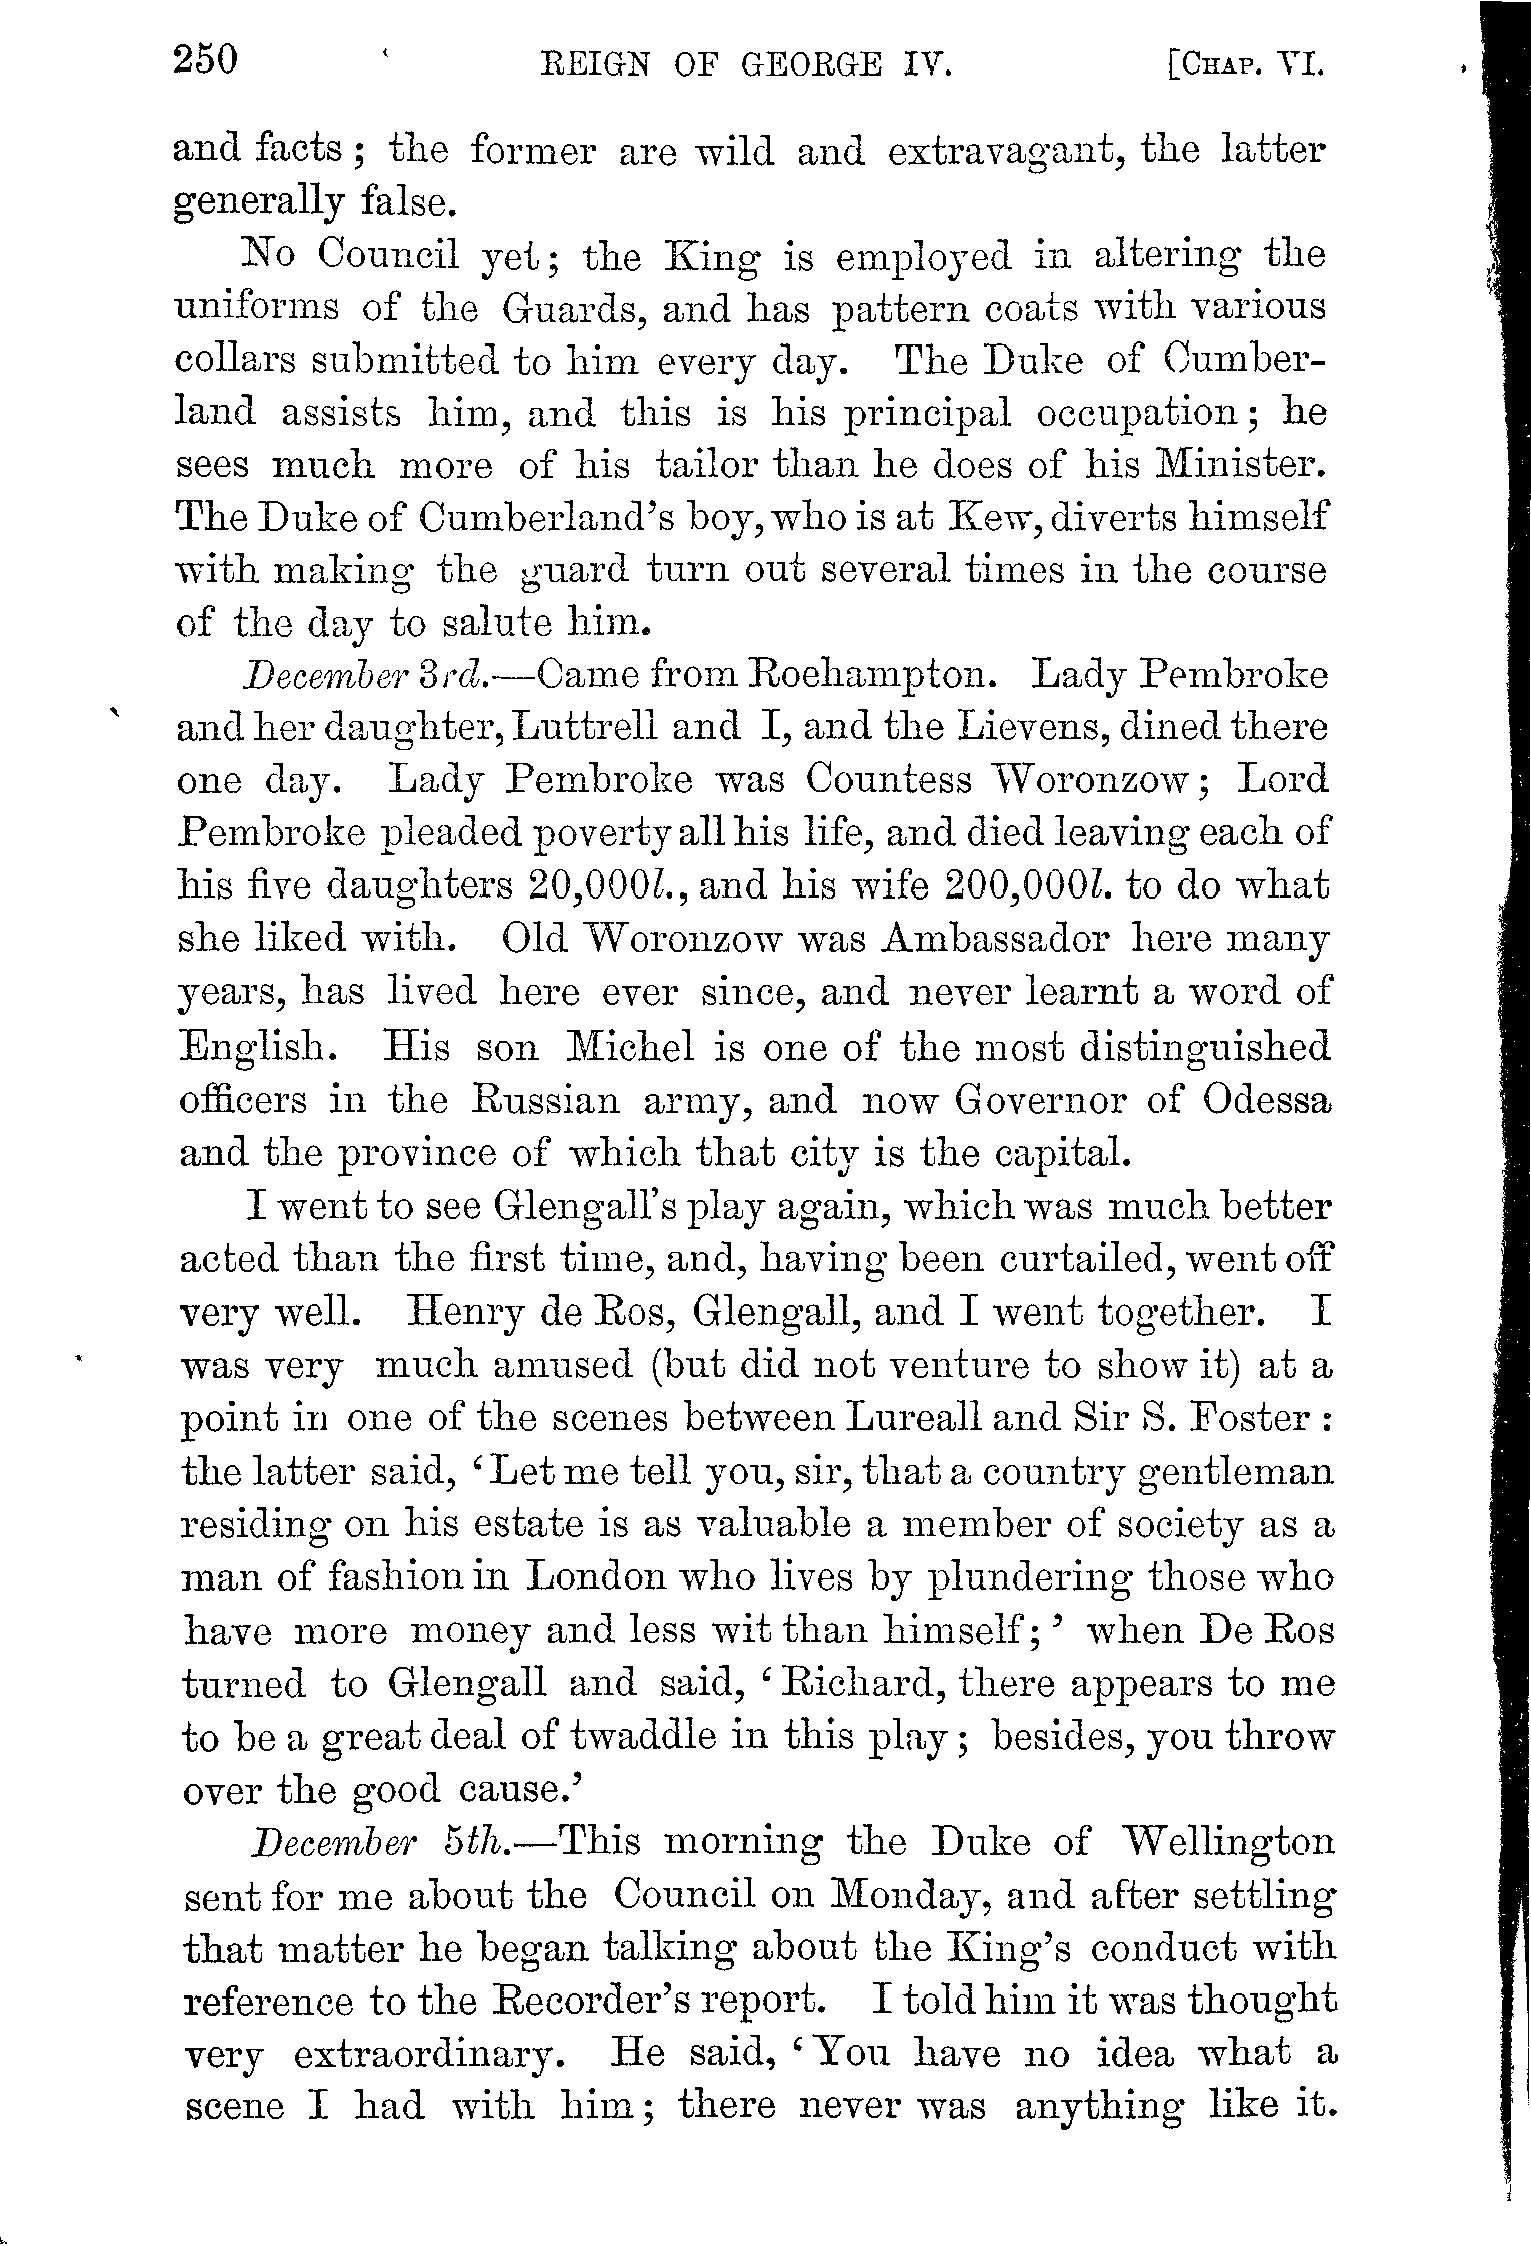 250 REIGN OF GEORGE IV. [CHAP. VI.
and facts; the former are wild and extravagant, the latter
generally false.
No Council yet; the King is employed in altering the
uniforms of the Guards, and has pattern coats with various
collars submitted to him every day. The Duke of Cumber-
land assists him, and this is his principal occupation; he
sees much more of his tailor than he does of his Minister.
The Duke of Cumberland's boy, who is at Kew, diverts himself
with making the guard turn out several times in the course
of the day to salute him.
December 3rd.—Came from Roehampton. Lady Pembroke
and her daughter, Luttrell and I, and the Lievens, dined there
one day. Lady Pembroke was Countess Woronzow; Lord
Pembroke pleaded poverty all his life, and died leaving each of
his five daughters 20,000l., and his wife 200,000l. to do what
she liked with. Old Woronzow was Ambassador here many
years, has lived here ever since, and never learnt a word of
English. His son Michel is one of the most distinguished
officers in the Russian army, and now Governor of Odessa
and the province of which that city is the capital.
I went to see Glengall's play again, which was much better
acted than the first time, and, having been curtailed, went off
very well. Henry de Ros, Glengall, and I went together. I
was very much amused (but did not venture to show it) at a
point in one of the scenes between Lureall and Sir S. Foster:
the latter said, 'Let me tell you, sir, that a country gentleman
residing on his estate is as valuable a member of society as a
man of fashion in London who lives by plundering those who
have more money and less wit than himself;' when De Ros
turned to Glengall and said, 'Richard, there appears to me
to be a great deal of twaddle in this play; besides, you throw
over the good cause.'
December 5th.—This morning the Duke of Wellington
sent for me about the Council on Monday, and after settling
that matter he began talking about the King's conduct with
reference to the Recorder's report. I told him it was thought
very extraordinary. He said, 'You have no idea what a
scene I had with him; there never was anything like it.